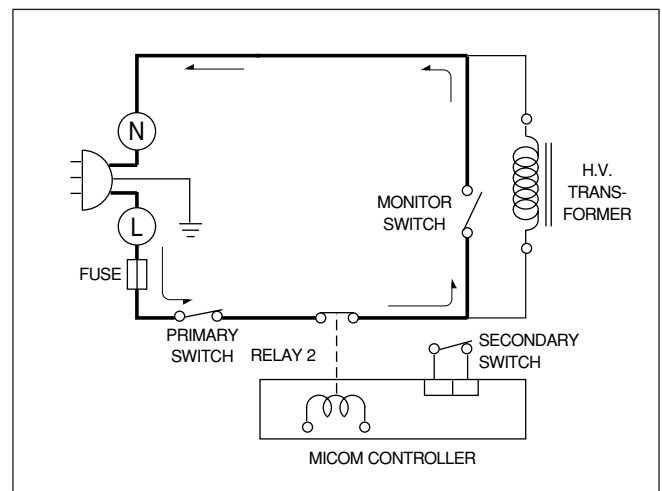 N
H.V.
TRANS-
FORMER
MONITOR
SWITCH
L
FUSE
PRIMARY
SWITCH
RELAY 2
SECONDARY
SWITCH
MICOM CONTROLLER